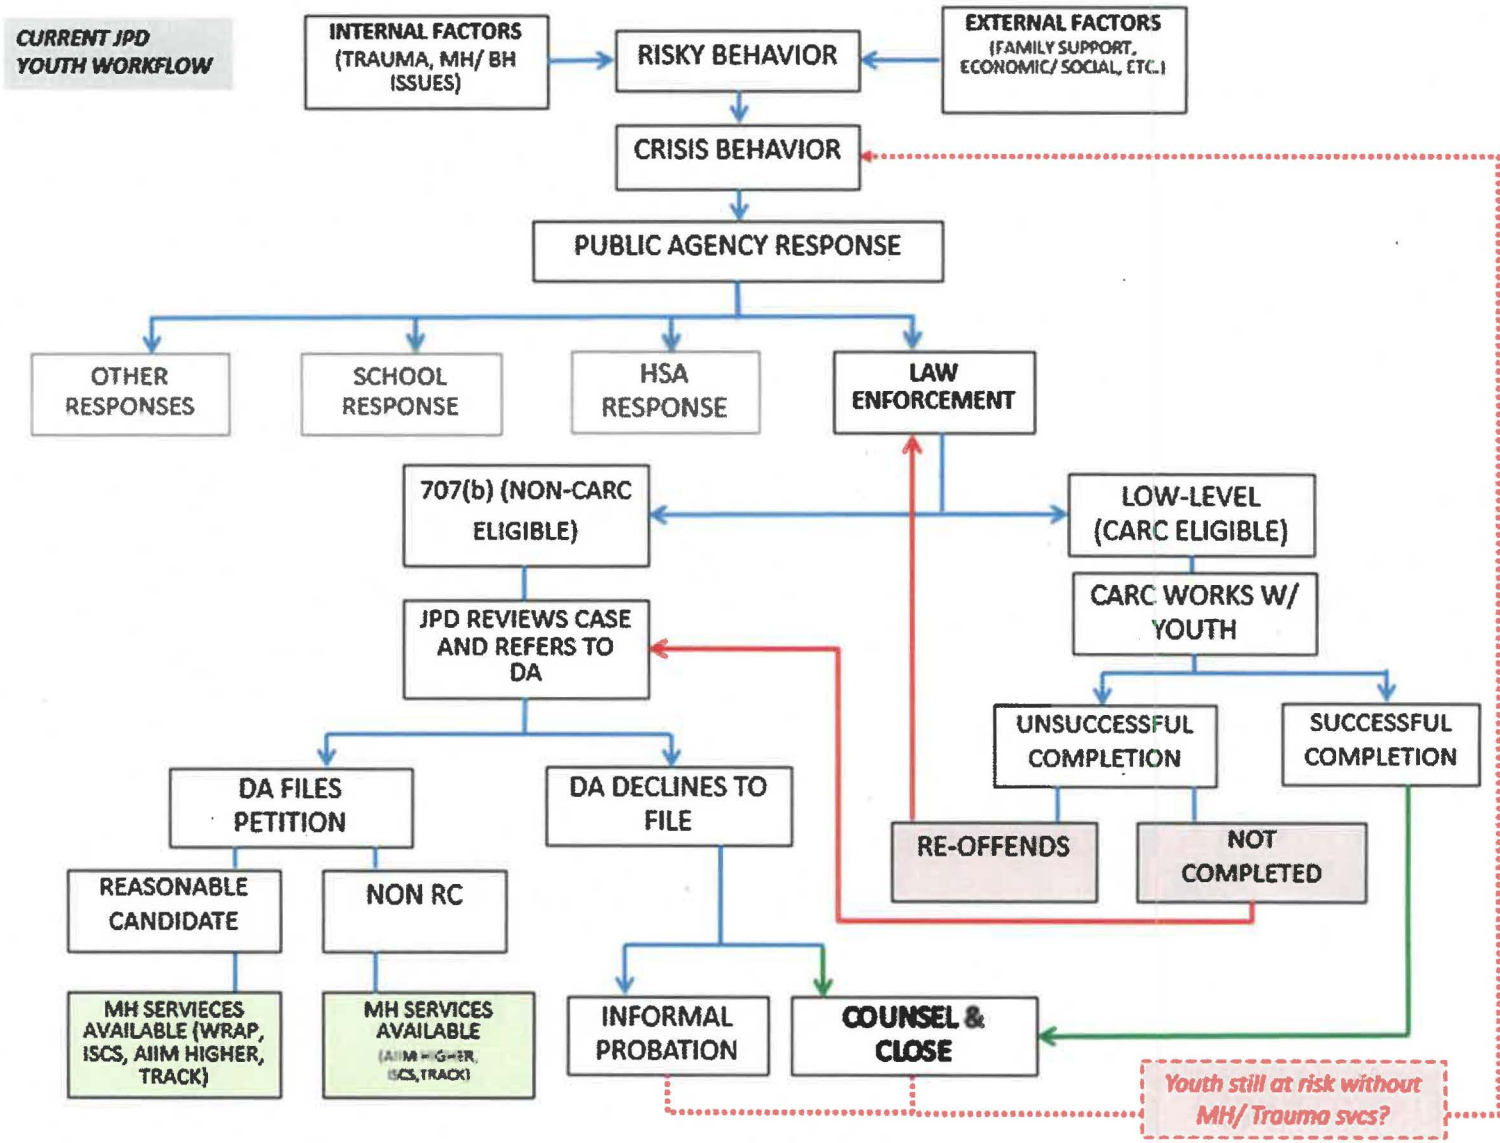 CURRENT JPD
YOUTH WORKFLOW
INTERNAL FACTORS
(TRAUMA, MH/ BH
ISSUES)
RISKY BEHAVIOR
EXTERNAL FACTORS
(FAMILY SUPPORT,
ECONOMIC/ SOCIAL, ETC.)
CRISIS BEHAVIOR
PUBLIC AGENCY RESPONSE
OTHER
RESPONSES
SCHOOL
RESPONSE
HSA
RESPONSE
LAW
ENFORCEMENT
707(b) (NON-CARC
ELIGIBLE)
LOW-LEVEL
(CARC ELIGIBLE)
CARC WORKS W/
YOUTH
JPD REVIEWS CASE
AND REFERS TO
DA
UNSUCCESSFUL
COMPLETION
SUCCESSFUL
COMPLETION
DA FILES
PETITION
DA DECLINES TO
FILE
RE-OFFENDS
NOT
COMPLETED
REASONABLE
CANDIDATE
NON RC
MH SERVIECES
AVAILABLE (WRAP,
ISCS, AIIM HIGHER,
TRACK)
MH SERVICES
AVAILABLE
(AIIM HIGHER,
ISCS,TRACK)
INFORMAL
PROBATION
COUNSEL &
CLOSE
Youth still at risk without
MH/ Trauma svcs?